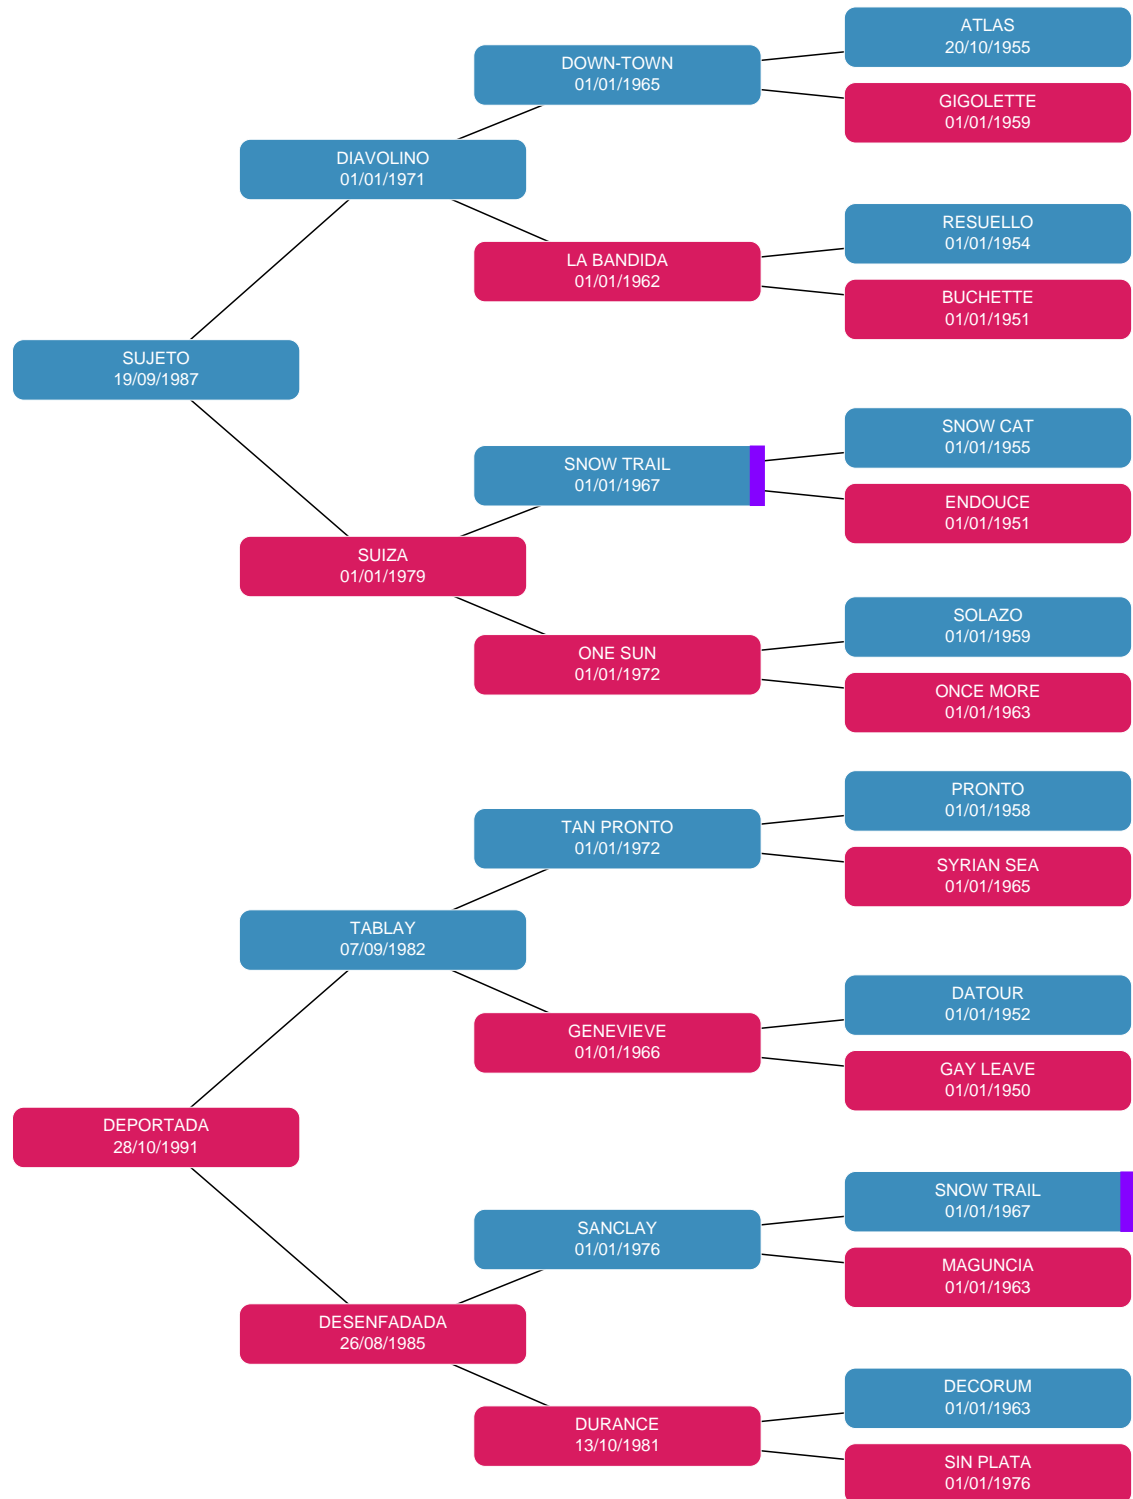 ATLAS
20/10/1955
DOWN-TOWN
01/01/1965
GIGOLETTE
01/01/1959
DIAVOLINO
01/01/1971
RESUELLO
01/01/1954
LA BANDIDA
01/01/1962
BUCHETTE
01/01/1951
SUJETO
19/09/1987
SNOW CAT
01/01/1955
SNOW TRAIL
01/01/1967
ENDOUCE
01/01/1951
SUIZA
01/01/1979
SOLAZO
01/01/1959
ONE SUN
01/01/1972
ONCE MORE
01/01/1963
PRONTO
01/01/1958
TAN PRONTO
01/01/1972
SYRIAN SEA
01/01/1965
TABLAY
07/09/1982
DATOUR
01/01/1952
GENEVIEVE
01/01/1966
GAY LEAVE
01/01/1950
DEPORTADA
28/10/1991
SNOW TRAIL
01/01/1967
SANCLAY
01/01/1976
MAGUNCIA
01/01/1963
DESENFADADA
26/08/1985
DECORUM
01/01/1963
DURANCE
13/10/1981
SIN PLATA
01/01/1976